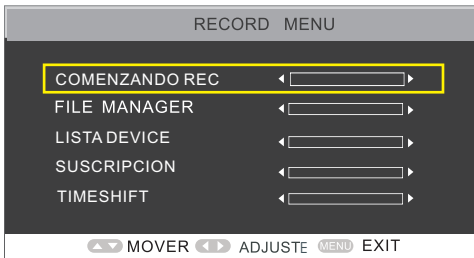 RECORD MENU
COMENZANDO REC
FILE MANAGER
LISTA DEVICE
SUSCRIPCION
TIMESHIFT
MOVER ADJUSTE MENU EXIT